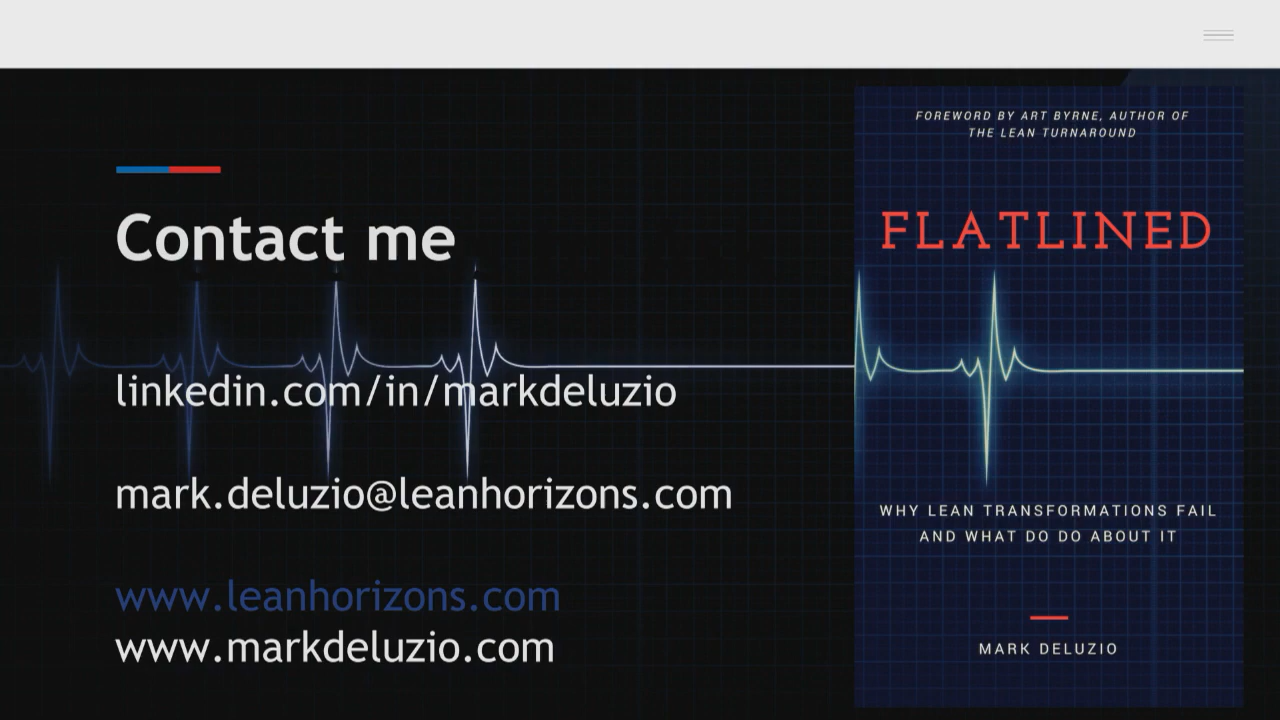 Contact me
linkedin.com/in/markdeluzio
mark.deluzio@leanhorizons.com
www.leanhorizons.com
www.markdeluzio.com
FOREWORD BY ART BYRNE, AUTHOR OF
THE LEAN TURNAROUND
FLATLINED
WHY LEAN TRANSFORMATIONS FAIL
AND WHAT DO DO ABOUT IT
MARK DELUZIO